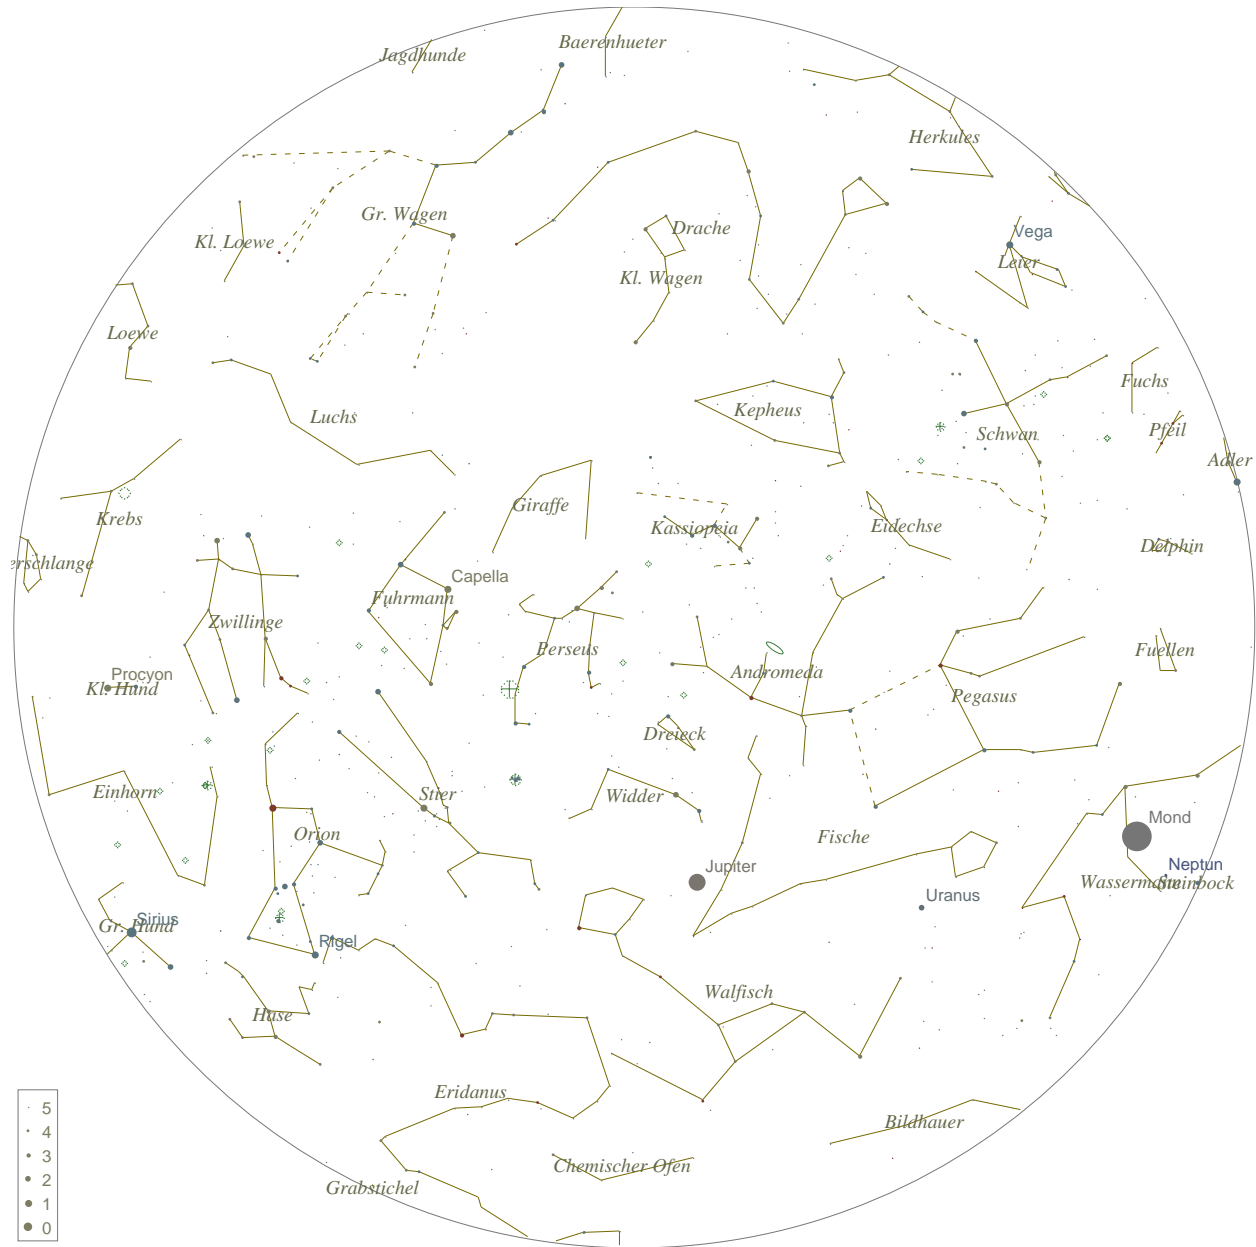 Baerenhueter
Jagdhunde
Herkules
Gr. Wagen
Drache
Vega
Kl. Loewe
Leier
Kl. Wagen
Loewe
Fuchs
Kepheus
Luchs
Pfeil
Schwan
Adler
Giraffe
Krebs
Kassiopeia
Eidechse
Delphin
erschlange
Capella
Fuhrmann
Zwillinge
Perseus
Fuellen
Procyon
Andromeda
Kl. Hund
Pegasus
Dreieck
Einhorn
Stier
Widder
Mond
Orion
Fische
Jupiter
Neptun
Wassermann
Steinbock
Uranus
Sirius
Gr. Hund
Rigel
Walfisch
Hase
Eridanus
5
Bildhauer
4
3
Chemischer Ofen
2
Grabstichel
1
0